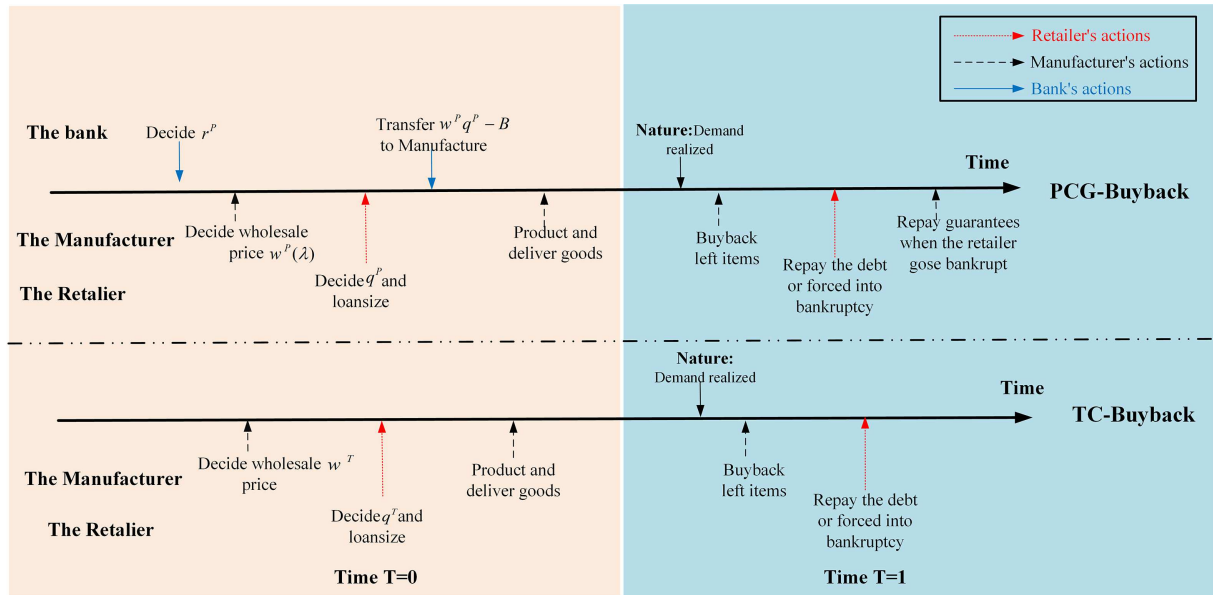 Retailer's actions
Manufacturer's actions
Bank's actions
The bank
Decide r^P
Transfer w^P q^P − B
to Manufacture
Nature:Demand
realized
Time
PCG-Buyback
The Manufacturer
Decide wholesale
price w^P(λ)
Product and
deliver goods
Buyback
left items
Repay guarantees
when the retailer
gose bankrupt
The Retalier
Decide q^P and
loansize
Repay the debt
or forced into
bankruptcy
Nature:
Demand realized
Time
TC-Buyback
The Manufacturer
Decide wholesale w^T
price
Product and
deliver goods
Buyback
left items
The Retalier
Decide q^T and
loansize
Repay the debt
or forced into
bankruptcy
Time T=0
Time T=1